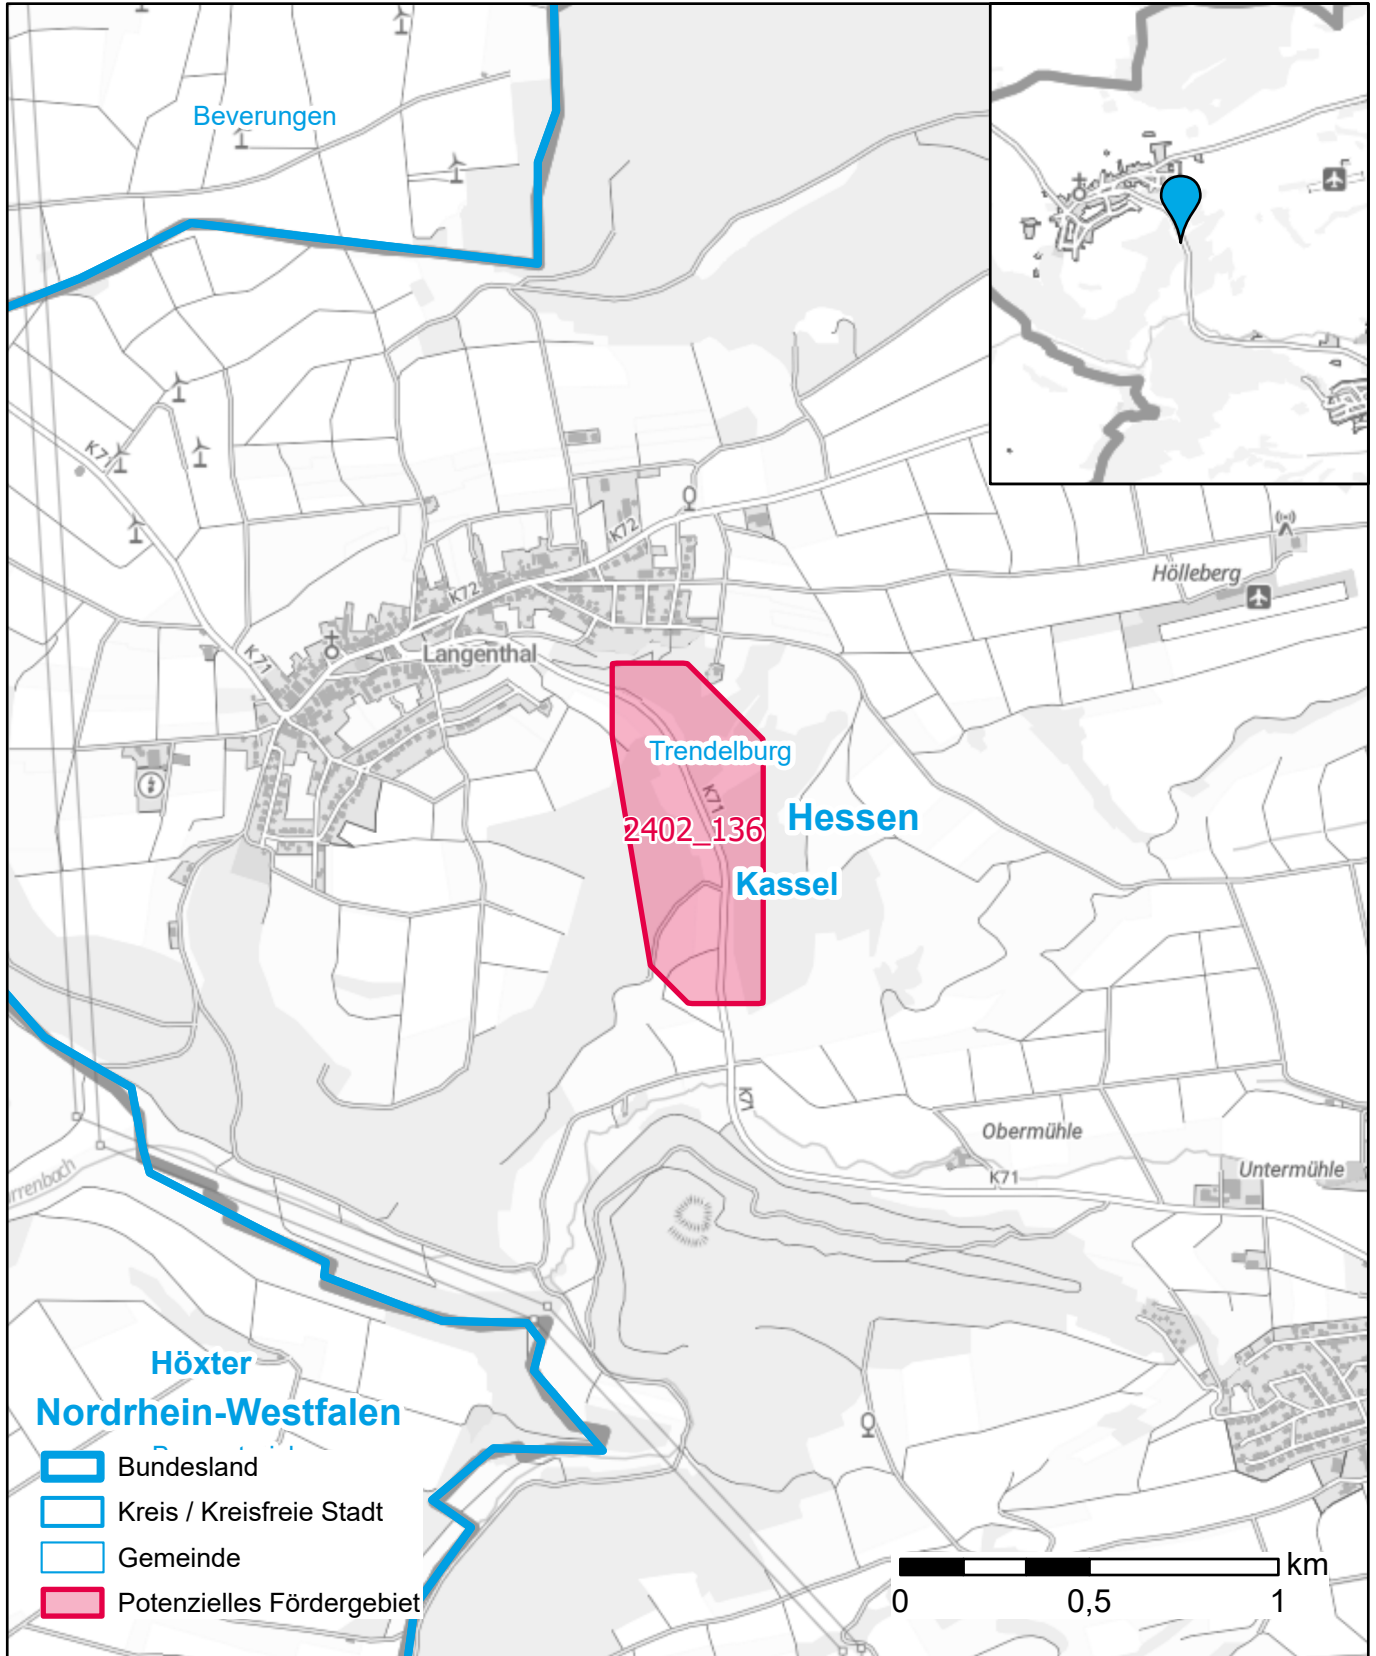 Beverungen
K71
Hölleberg
K72
K72
K71
Langenthal
Trendelburg
K71
2402_136
Hessen
Kassel
K71
Obermühle
Untermühle
K71
Höxter
Nordrhein-Westfalen
Bundesland
Kreis / Kreisfreie Stadt
Gemeinde
Potenzielles Fördergebiet
km
0
0,5
1